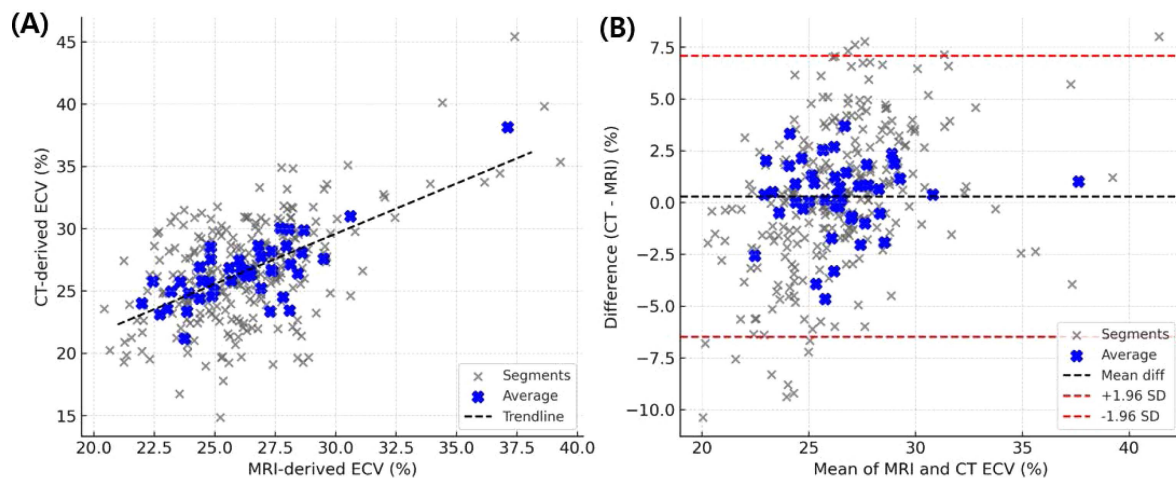 (A)
45
40
35
30
25
20
15
CT-derived ECV (%)
20.0 22.5 25.0 27.5 30.0 32.5 35.0 37.5 40.0
MRI-derived ECV (%)
Segments
Average
Trendline
(B)
7.5
5.0
2.5
0.0
−2.5
−5.0
−7.5
−10.0
Difference (CT - MRI) (%)
20 25 30 35 40
Mean of MRI and CT ECV (%)
Segments
Average
Mean diff
+1.96 SD
-1.96 SD